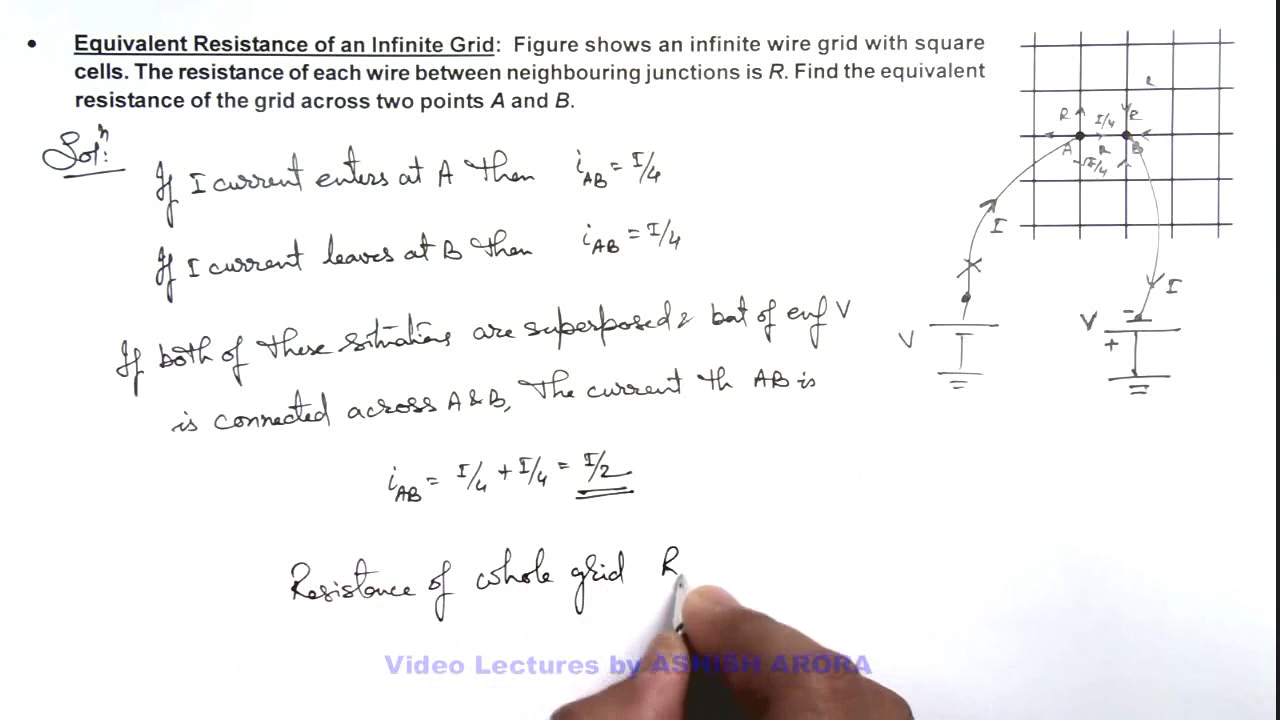 • Equivalent Resistance of an Infinite Grid: Figure shows an infinite wire grid with square
cells. The resistance of each wire between neighbouring junctions is R. Find the equivalent
resistance of the grid across two points A and B.
Solⁿ:
If I current enters at A then i_AB = I/4
If I current leaves at B then i_AB = I/4
If both of these situations are superposed & bat of emf V
is connected across A & B, The current th AB is
i_AB = I/4 + I/4 = I/2
Resistance of whole grid R
R
I/4
R
R
A
R
B
I/4
I
I
V
V
+
Video Lectures by ASHISH ARORA